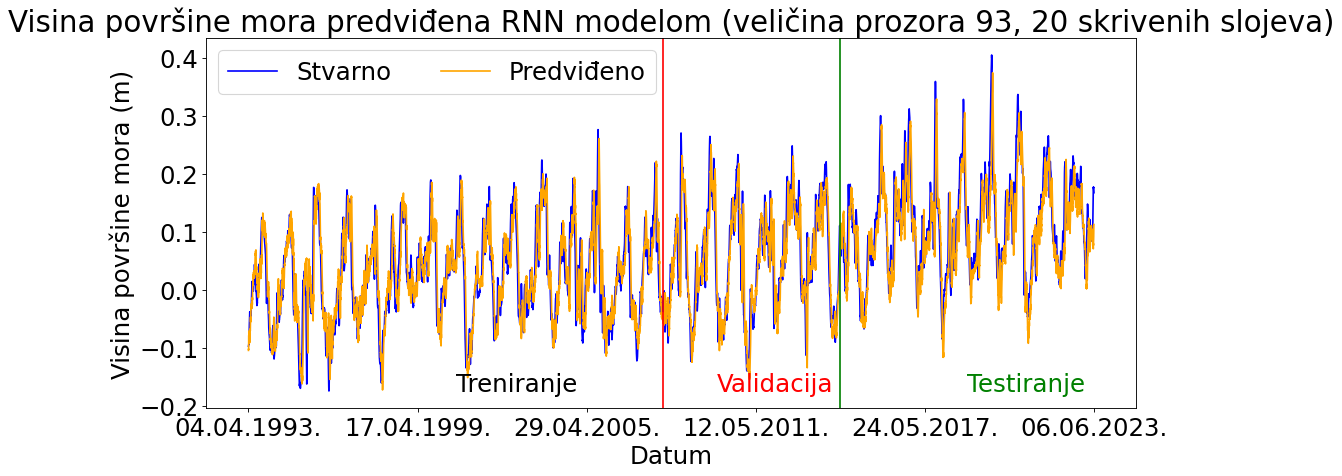 Visina površine mora predviđena RNN modelom (veličina prozora 93, 20 skrivenih slojeva)
Stvarno
Predviđeno
Visina površine mora (m)
0.4
0.3
0.2
0.1
0.0
−0.1
−0.2
Treniranje
Validacija
Testiranje
04.04.1993.
17.04.1999.
29.04.2005.
12.05.2011.
24.05.2017.
06.06.2023.
Datum